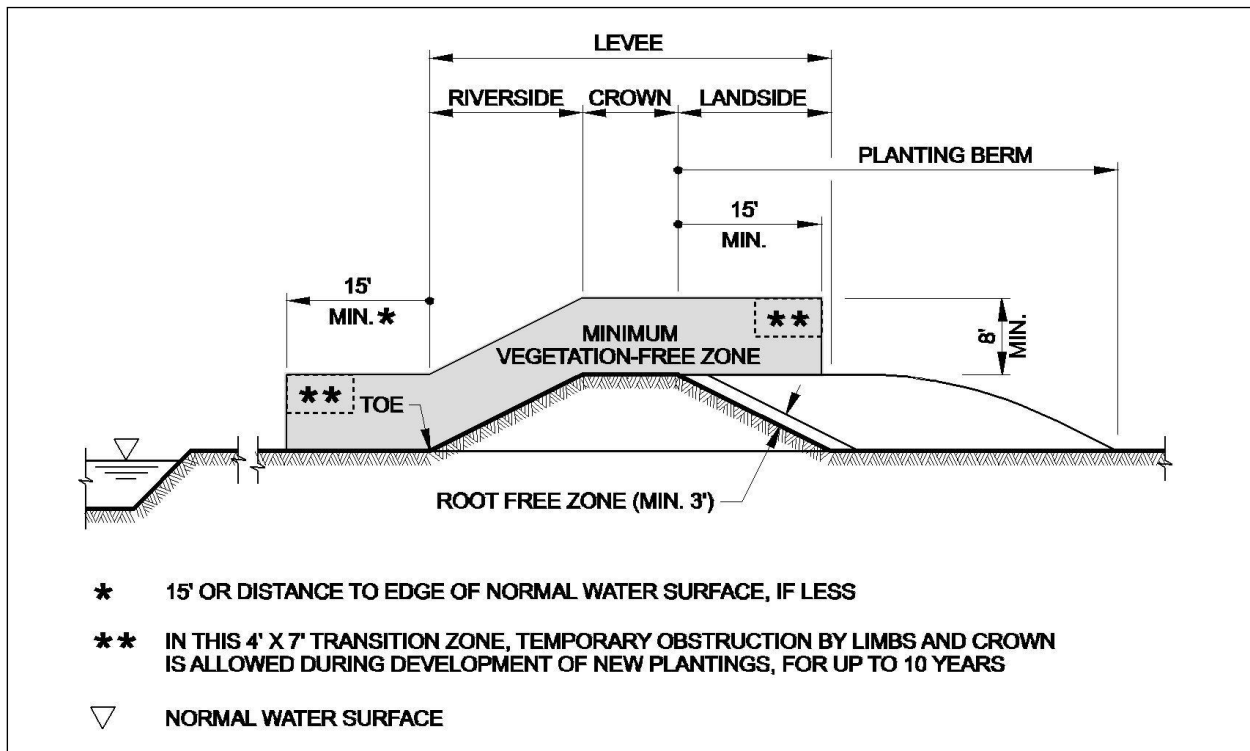 LEVEE
RIVERSIDE CROWN LANDSIDE
PLANTING BERM
15'
MIN.
15'
MIN.*
**
8'
MIN.
MINIMUM
VEGETATION-FREE ZONE
**
TOE
ROOT FREE ZONE (MIN. 3')
* 15' OR DISTANCE TO EDGE OF NORMAL WATER SURFACE, IF LESS
** IN THIS 4' X 7' TRANSITION ZONE, TEMPORARY OBSTRUCTION BY LIMBS AND CROWN
IS ALLOWED DURING DEVELOPMENT OF NEW PLANTINGS, FOR UP TO 10 YEARS
NORMAL WATER SURFACE